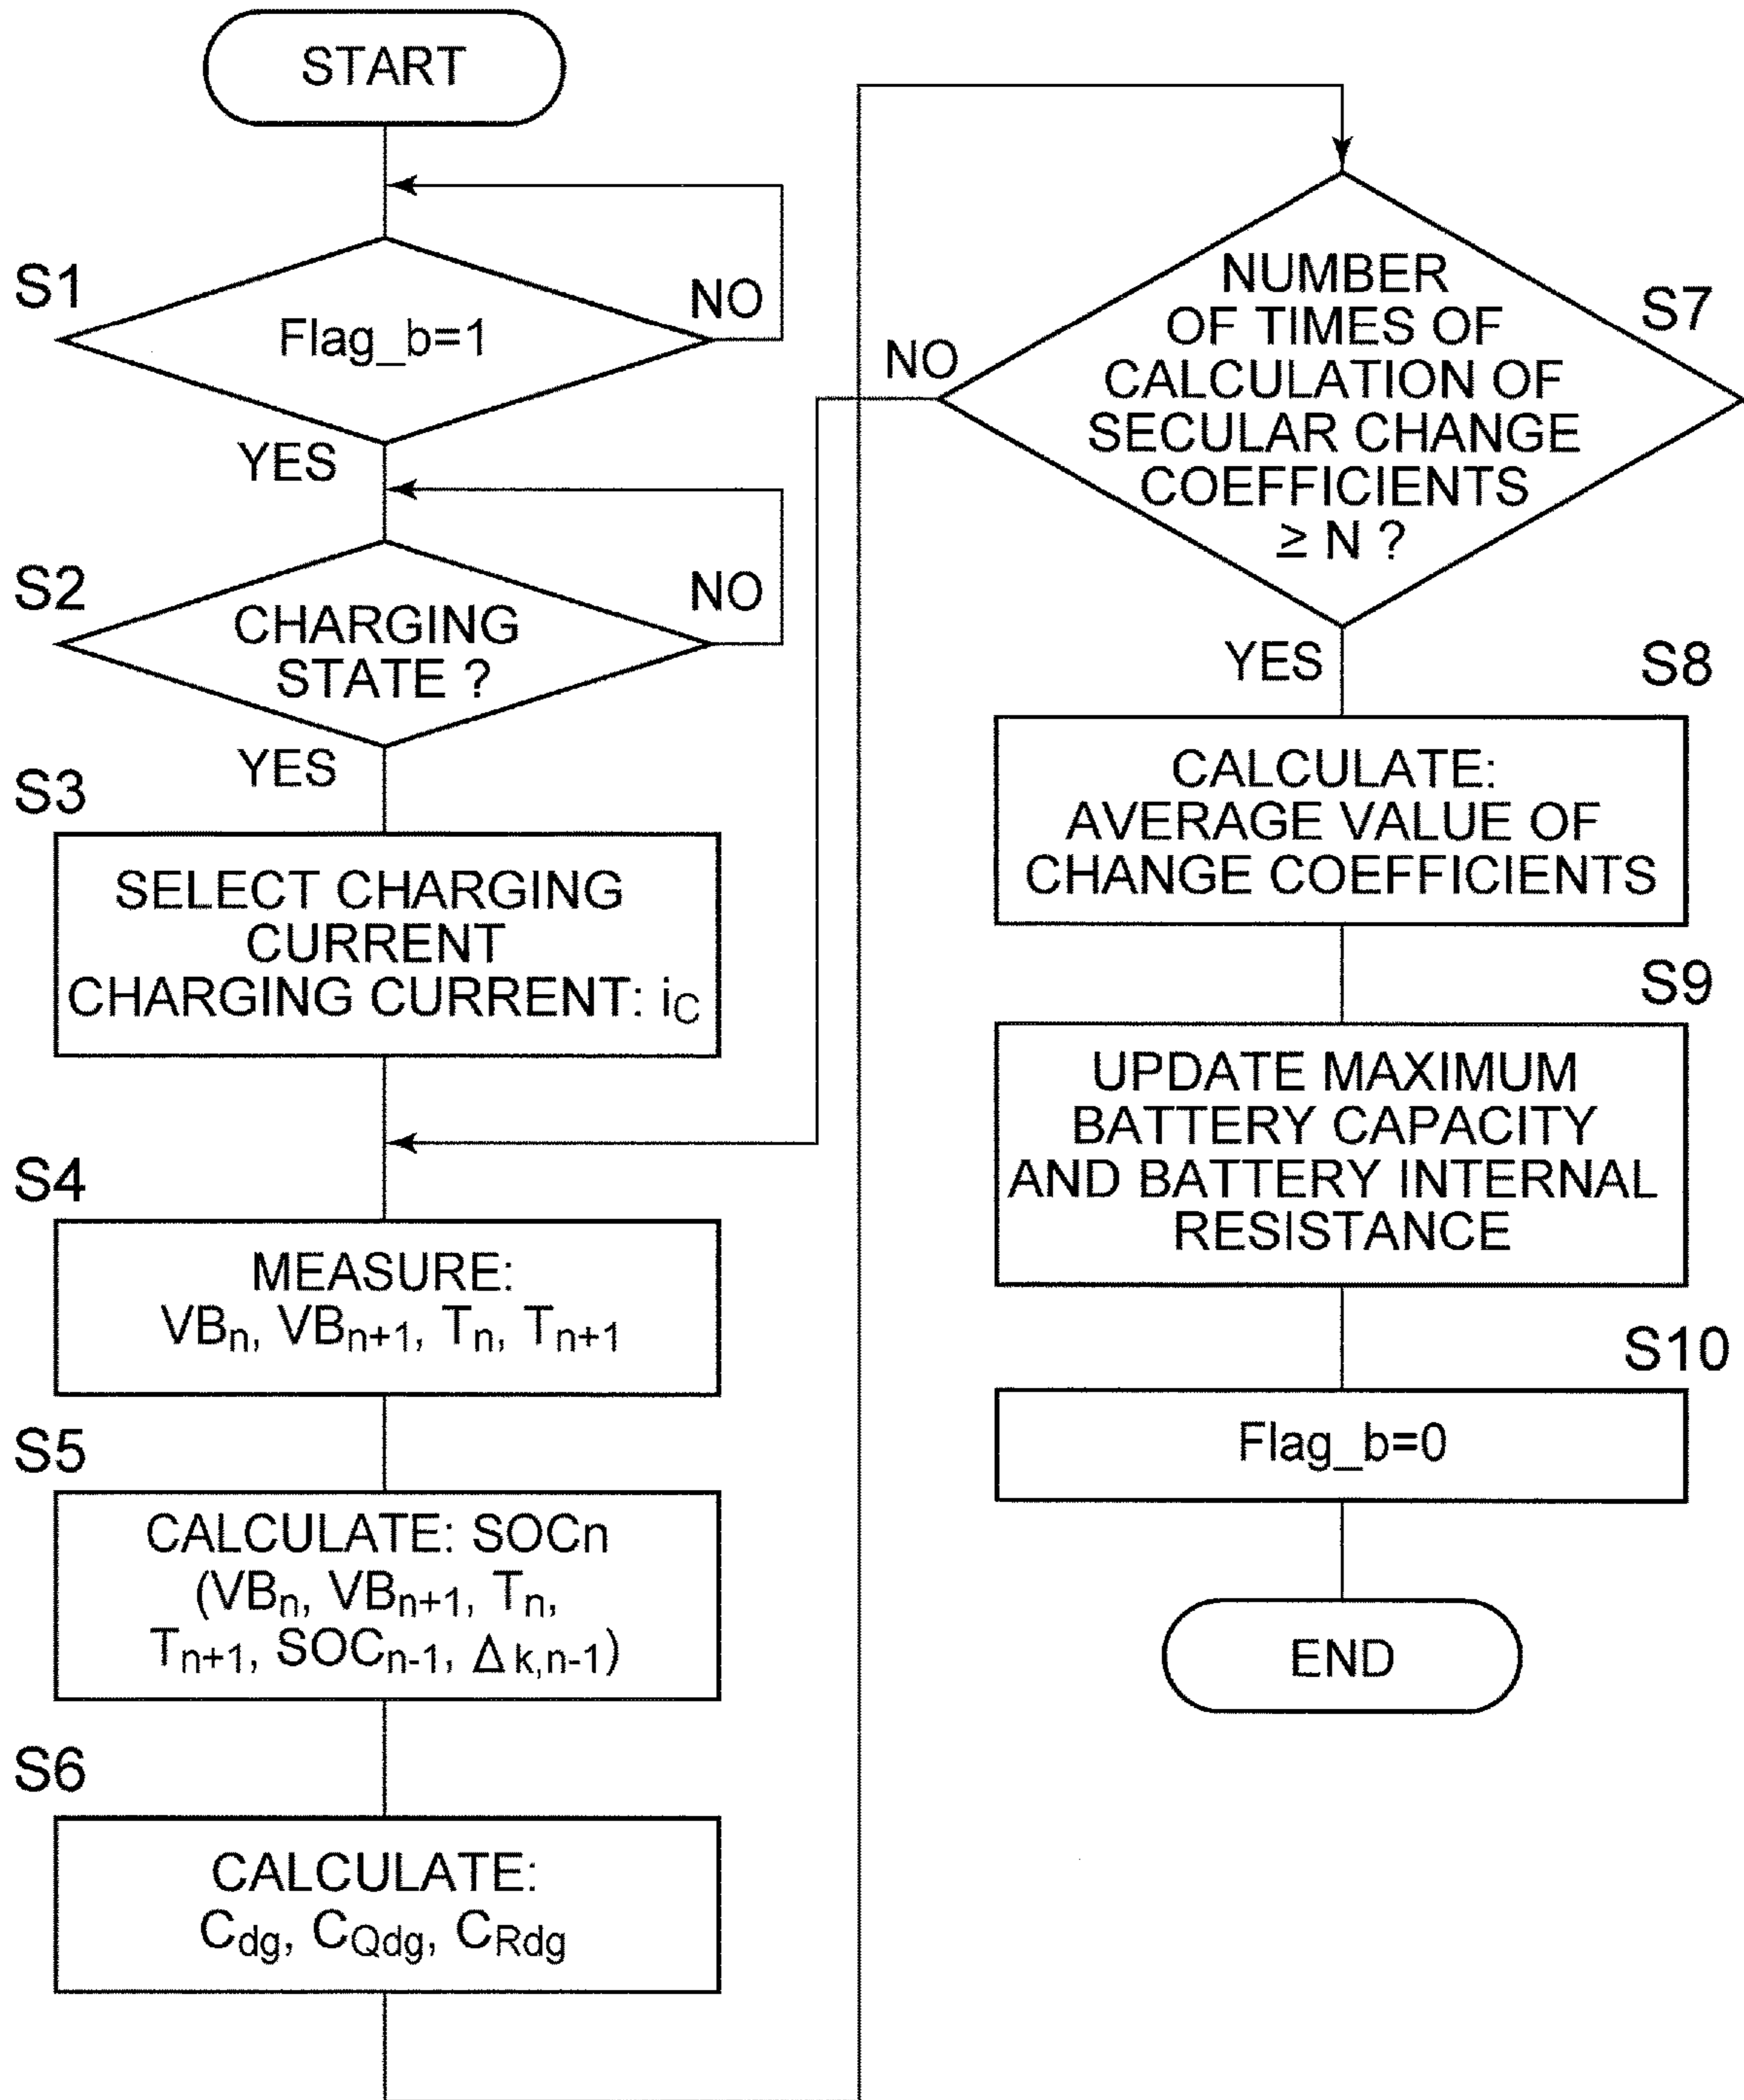 START
S1
Flag_b=1
NO
YES
S2
CHARGING
STATE ?
NO
YES
S3
SELECT CHARGING
CURRENT
CHARGING CURRENT: iC
S4
MEASURE:
VBn, VBn+1, Tn, Tn+1
S5
CALCULATE: SOCn
(VBn, VBn+1, Tn,
Tn+1, SOCn-1, Δk,n-1)
S6
CALCULATE:
Cdg, CQdg, CRdg
S7
NUMBER
OF TIMES OF
CALCULATION OF
SECULAR CHANGE
COEFFICIENTS
≥ N ?
NO
YES
S8
CALCULATE:
AVERAGE VALUE OF
CHANGE COEFFICIENTS
S9
UPDATE MAXIMUM
BATTERY CAPACITY
AND BATTERY INTERNAL
RESISTANCE
S10
Flag_b=0
END